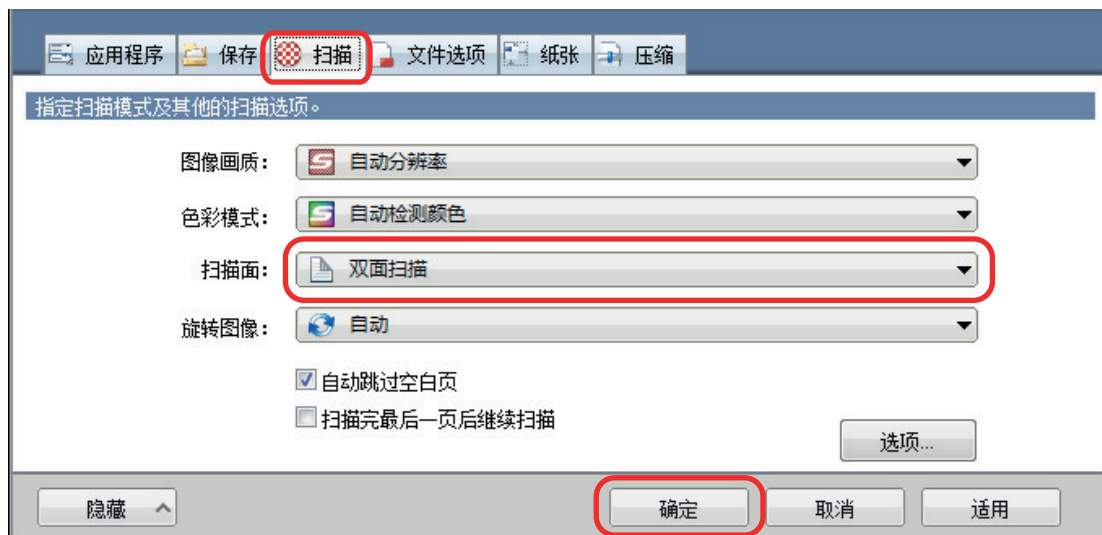 应用程序 保存 扫描 文件选项 纸张 压缩
指定扫描模式及其他的扫描选项。
图像画质: 自动分辨率
色彩模式: 自动检测颜色
扫描面: 双面扫描
旋转图像: 自动
自动跳过空白页
扫描完最后一页后继续扫描
选项...
隐藏 确定 取消 适用